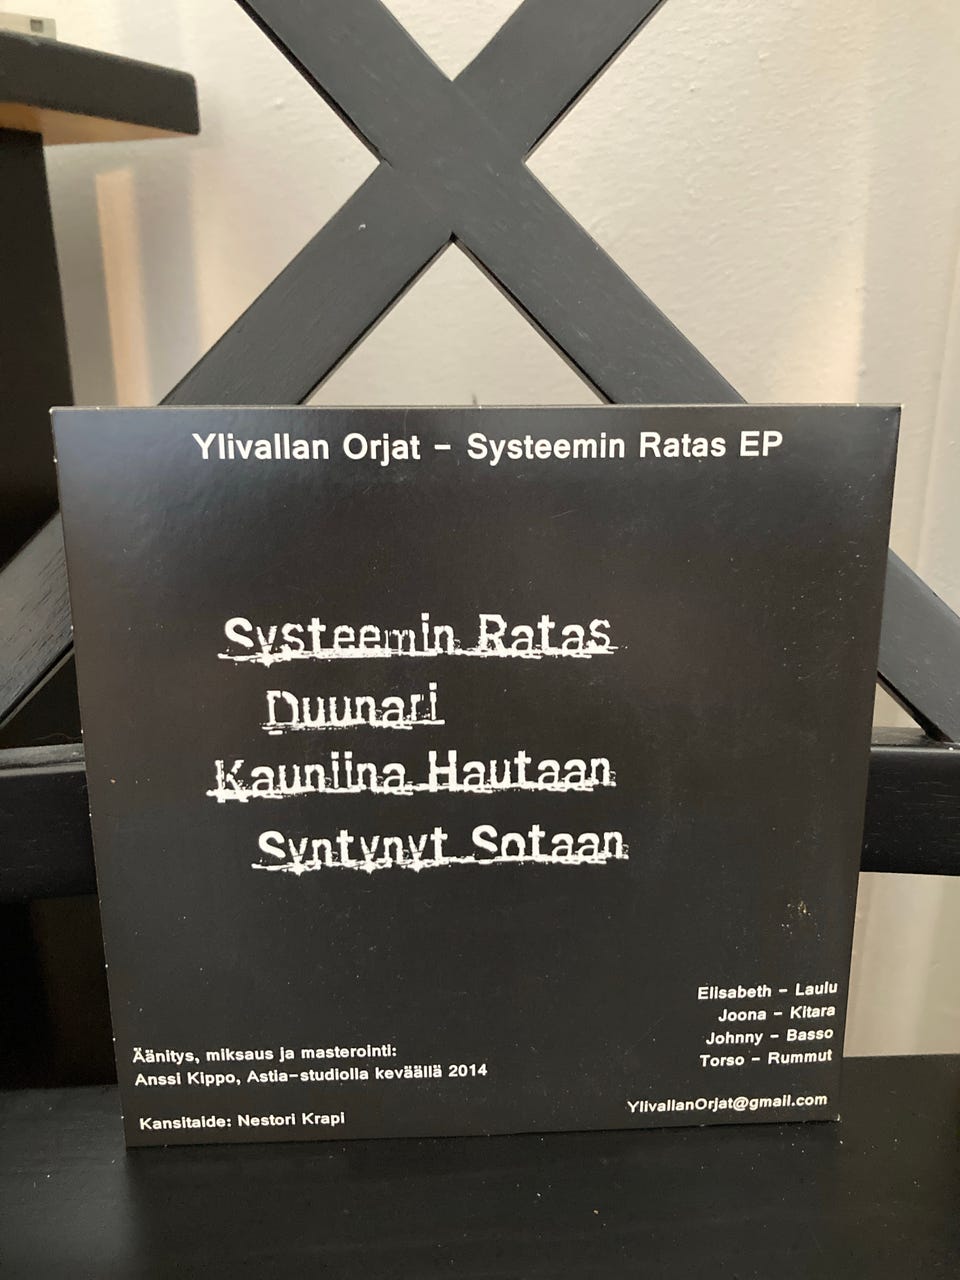 Ylivallan Orjat - Systeemin Ratas EP
Systeemin Ratas
Duunari
Kauniina Hautaan
Syntynyt Sotaan
Elisabeth - Laulu
Joona - Kitara
Johnny - Basso
Torso - Rummut
Äänitys, miksaus ja masterointi:
Anssi Kippo, Astia-studiolla keväällä 2014
Kansitaide: Nestori Krapi
YlivallanOrjat@gmail.com